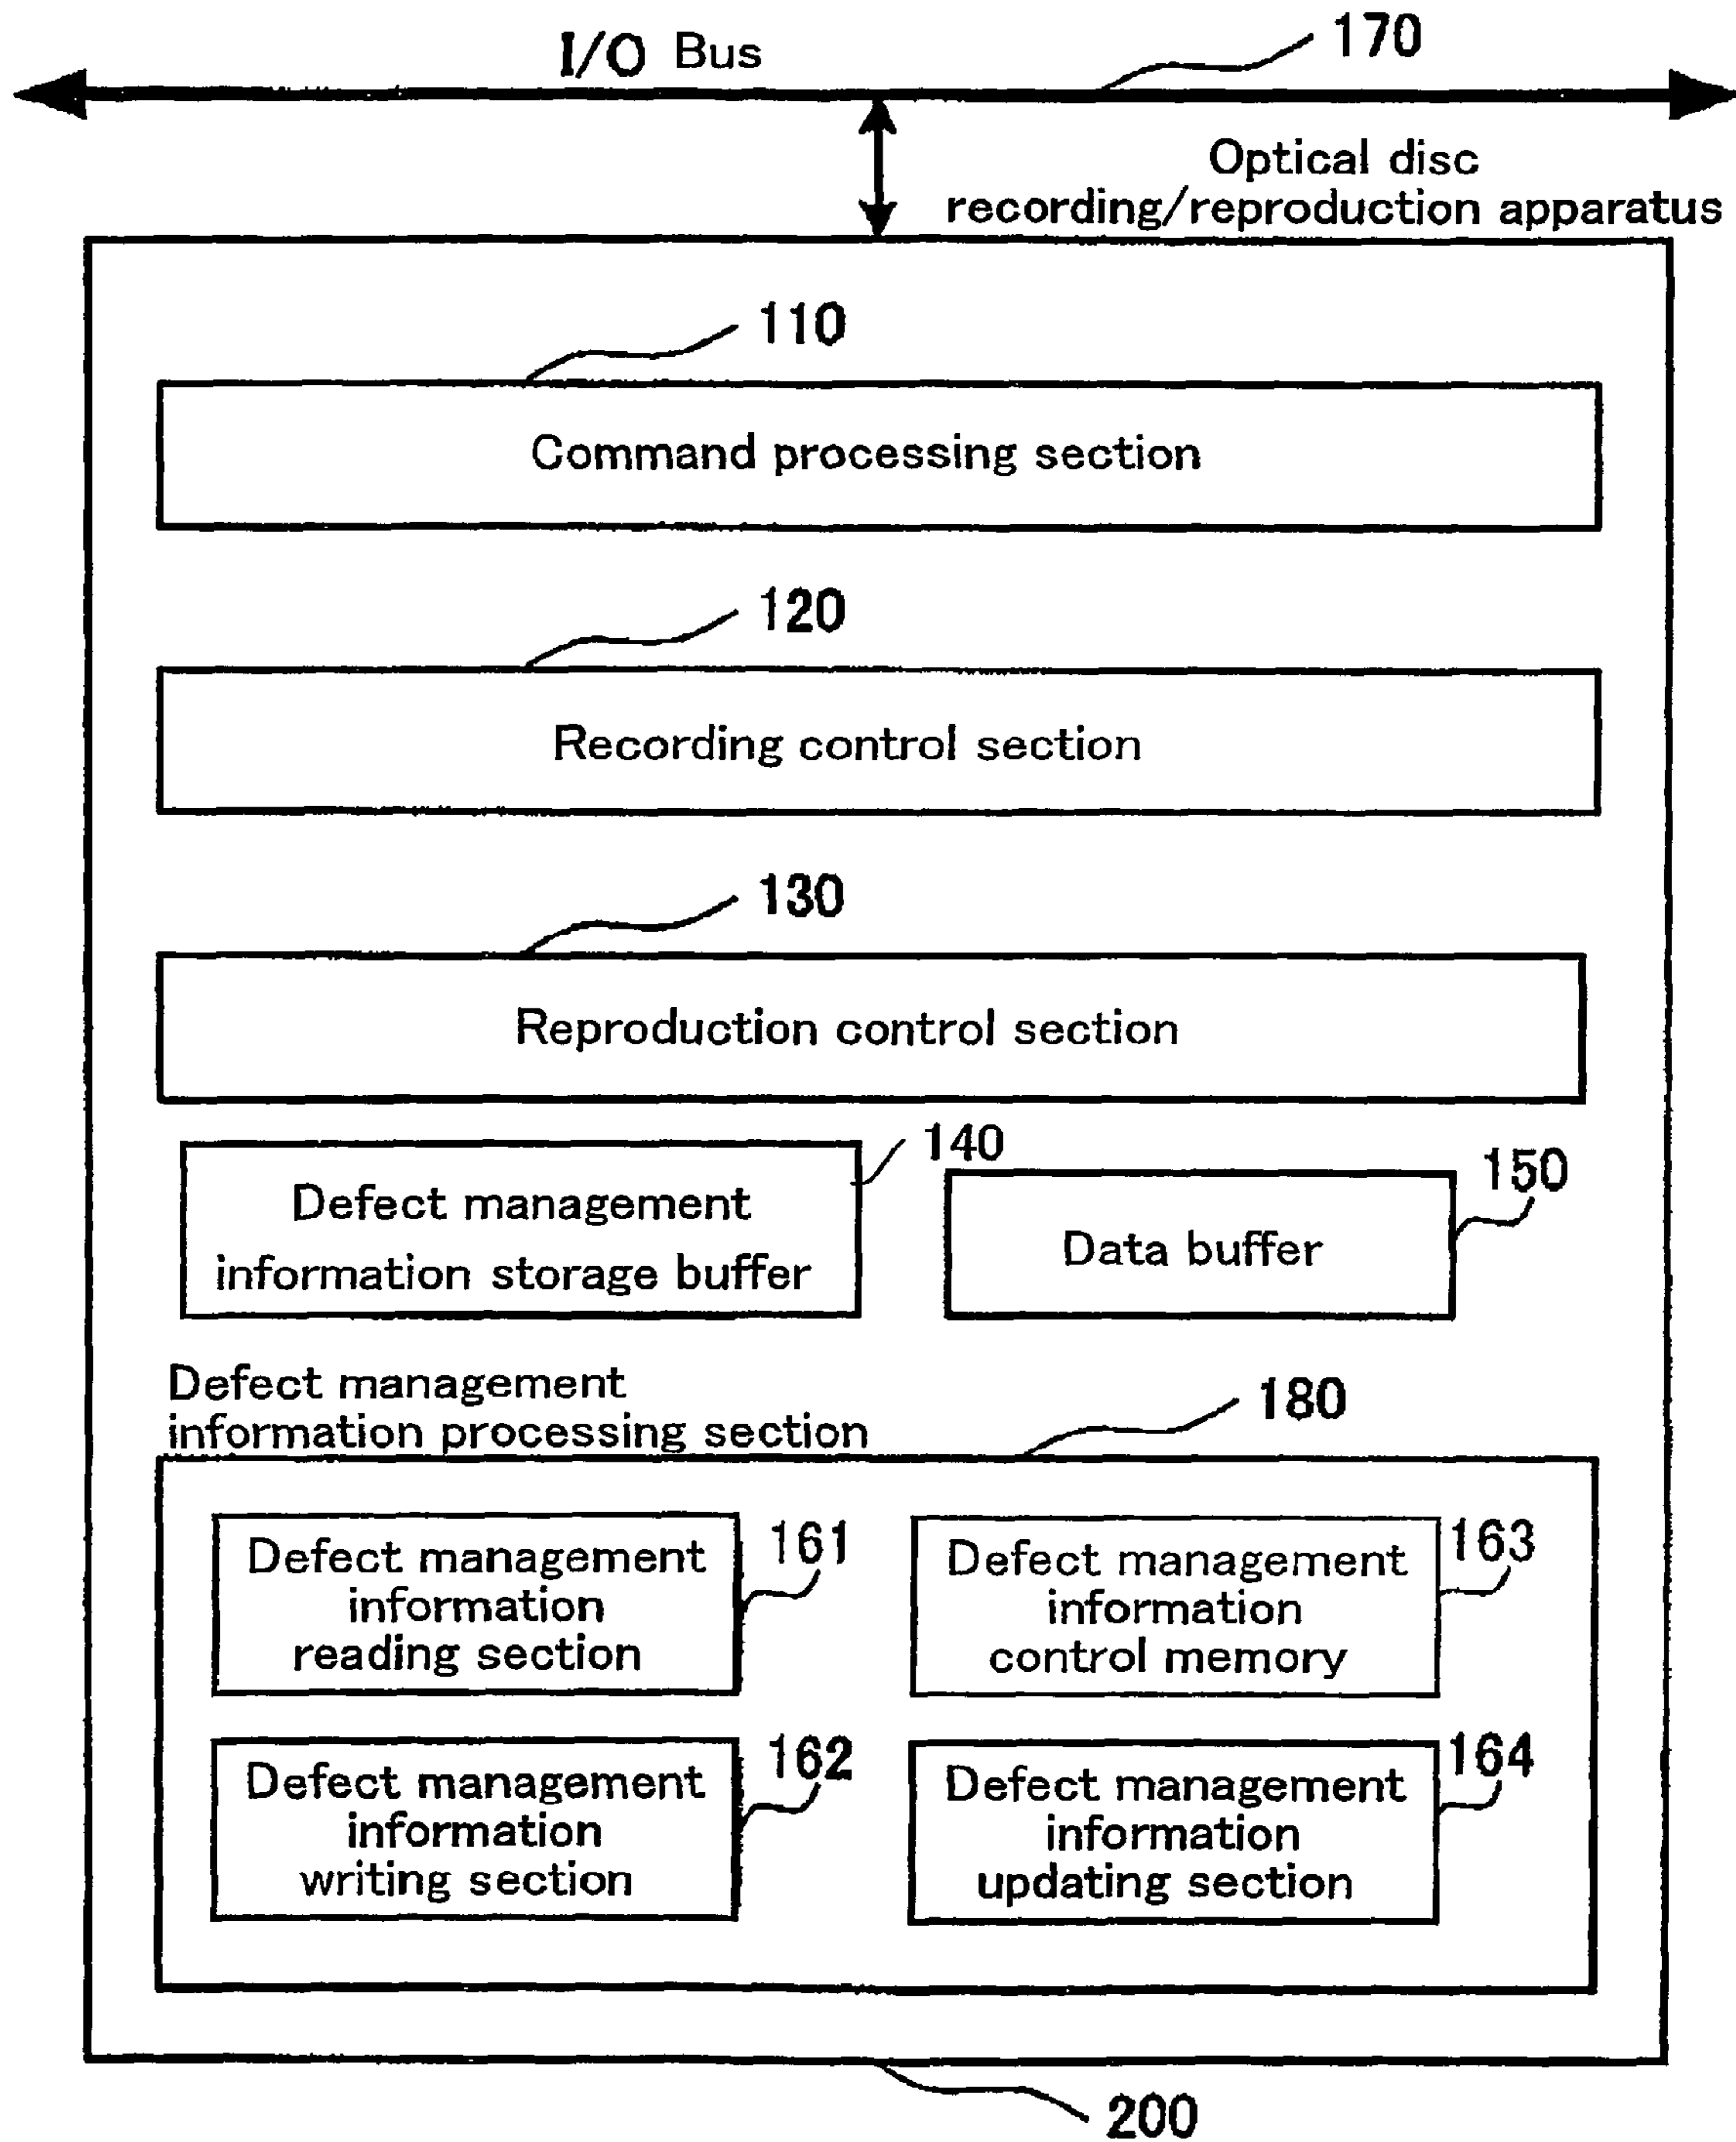 I/O Bus
170
Optical disc
recording/reproduction apparatus
110
Command processing section
120
Recording control section
130
Reproduction control section
140
Defect management
information storage buffer
150
Data buffer
Defect management
information processing section
180
Defect management
information
reading section
161
Defect management
information
control memory
163
Defect management
information
writing section
162
Defect management
information
updating section
164
200